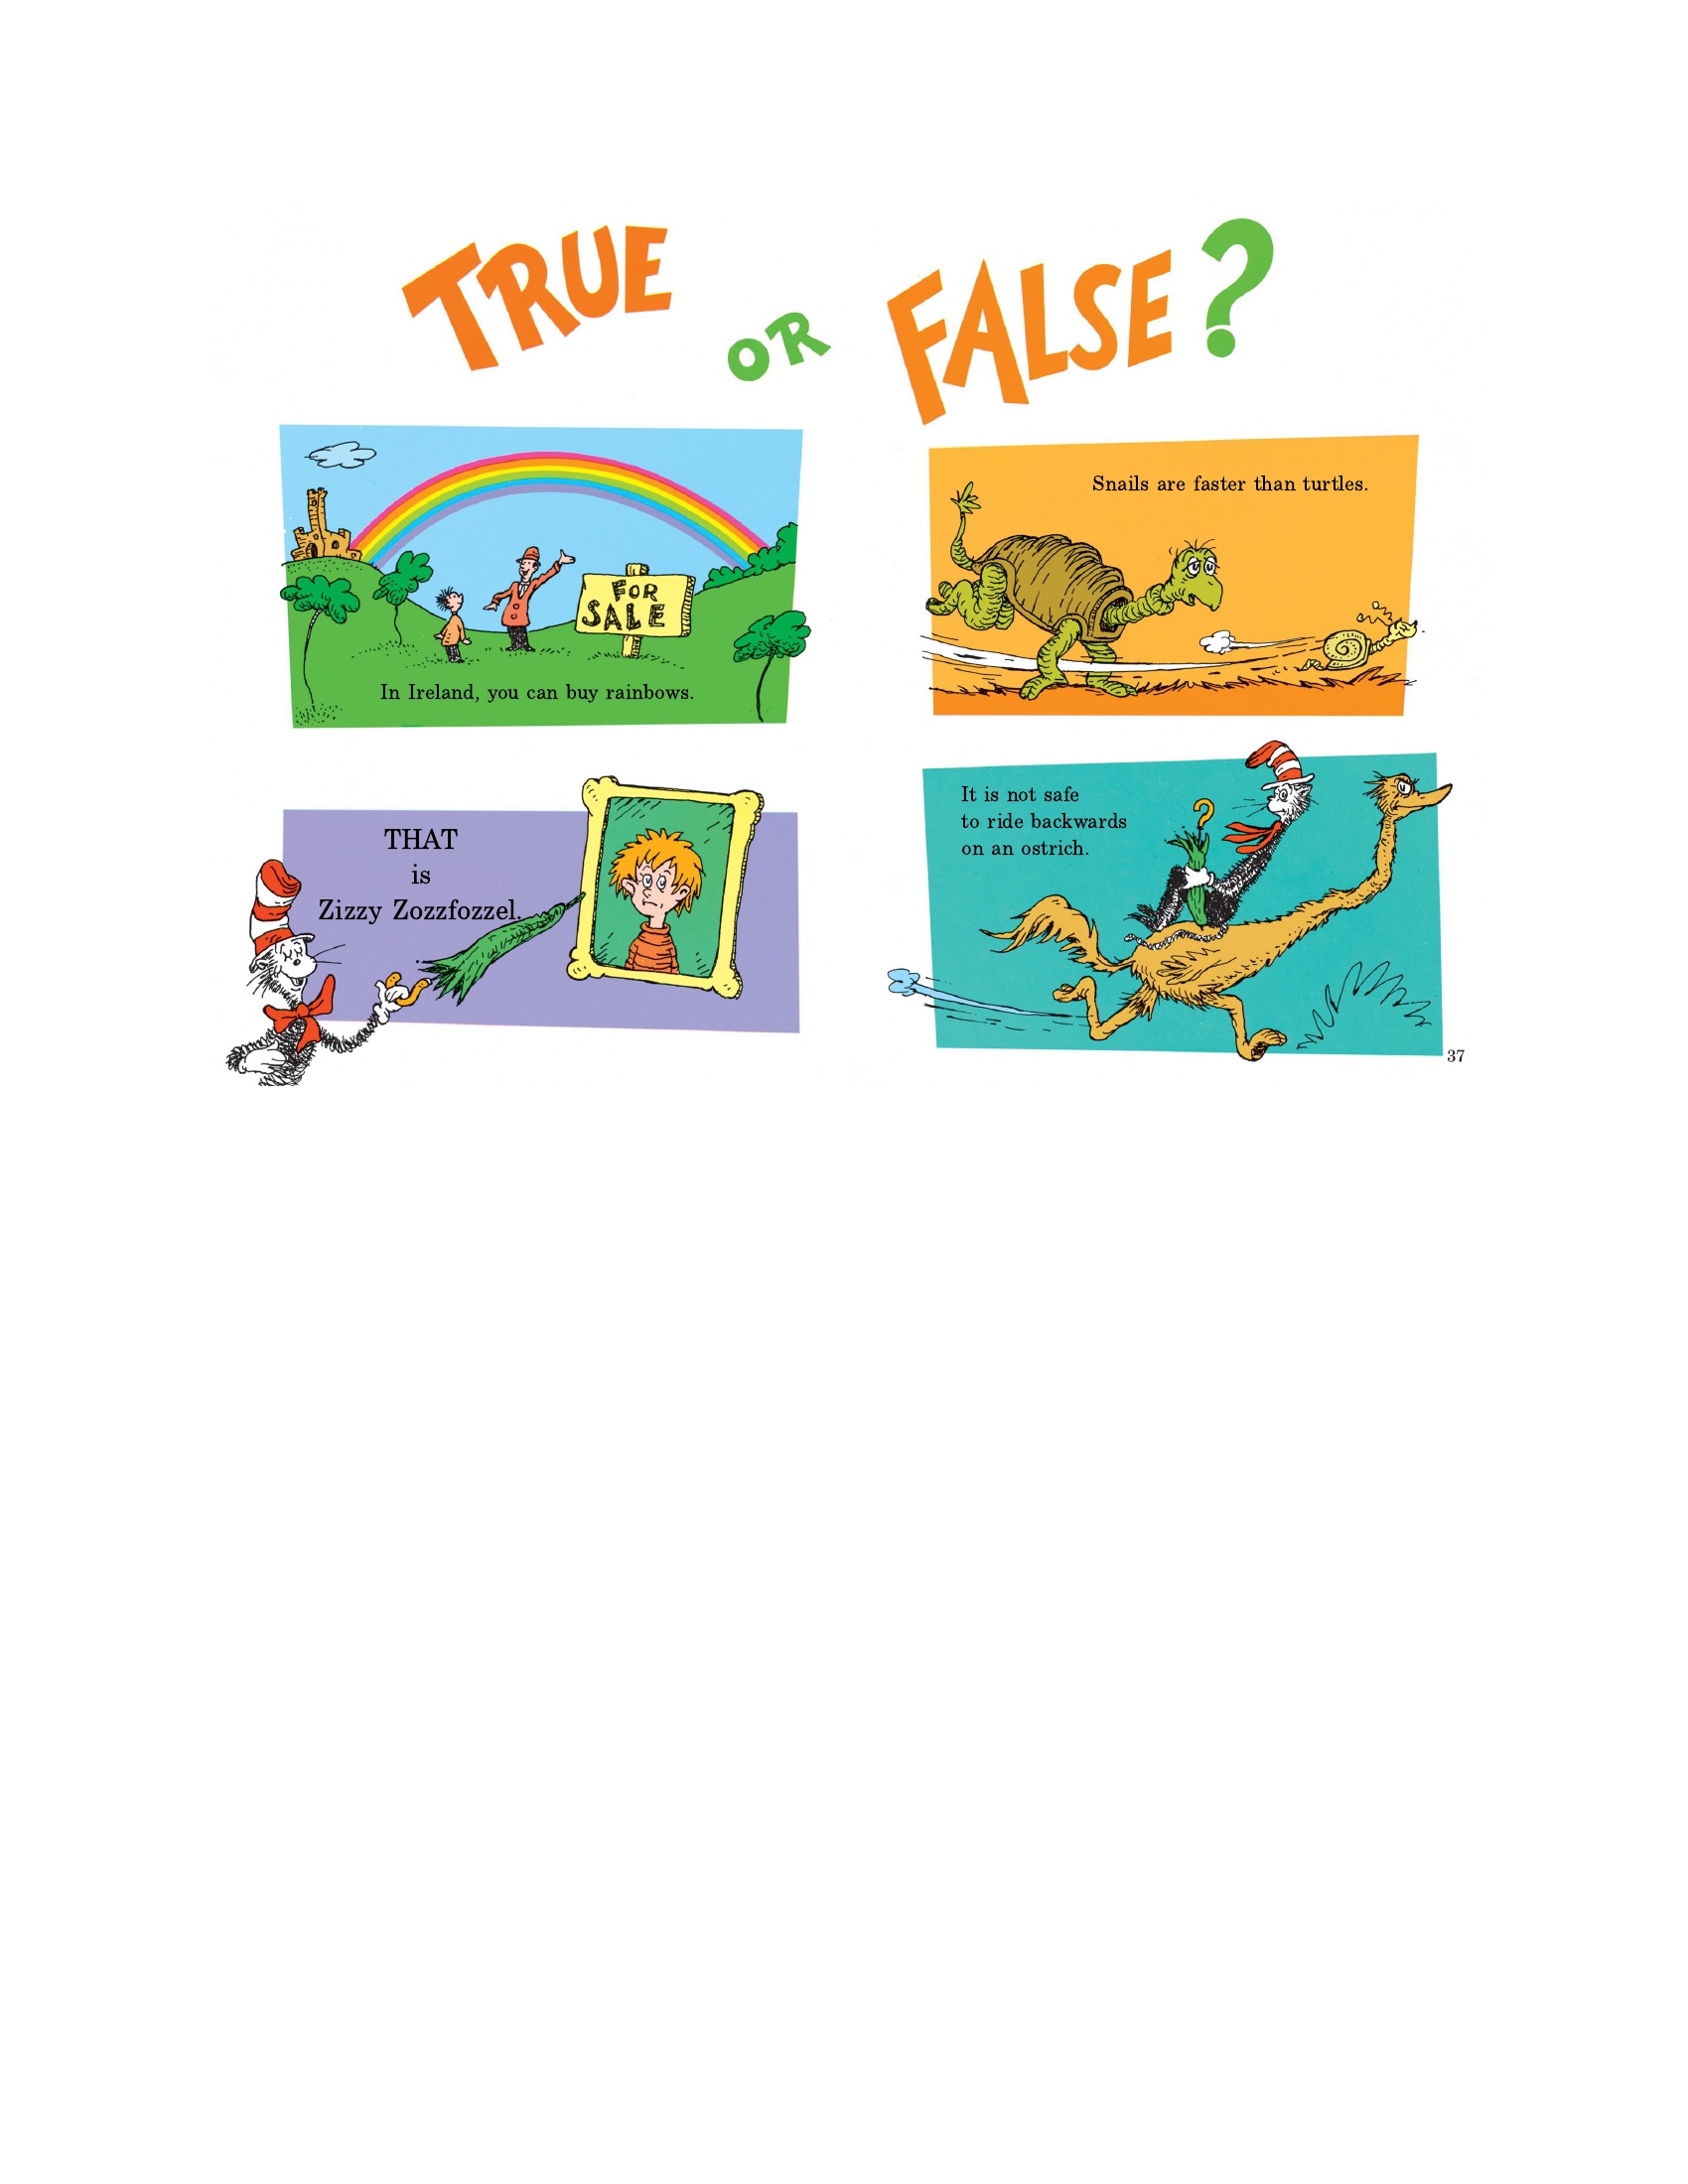 TRUE OR FALSE?
FOR
SALE
In Ireland, you can buy rainbows.
Snails are faster than turtles.
THAT
is
Zizzy Zozzfozzel.
It is not safe
to ride backwards
on an ostrich.
37